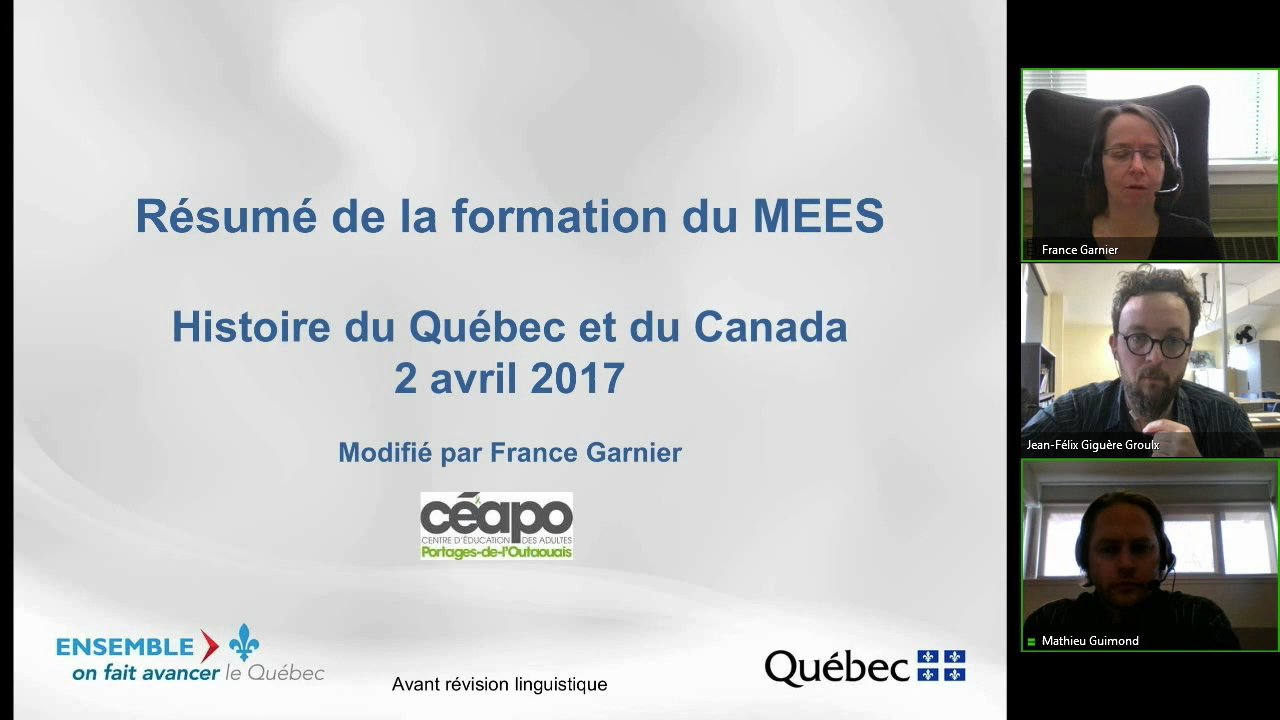 Résumé de la formation du MEES
Histoire du Québec et du Canada
2 avril 2017
Modifié par France Garnier
céapo
CENTRE D'ÉDUCATION DES ADULTES
Portages-de-l'Outaouais
ENSEMBLE
on fait avancer le Québec
Avant révision linguistique
Québec
France Garnier
Jean-Félix Giguère Groulx
Mathieu Guimond